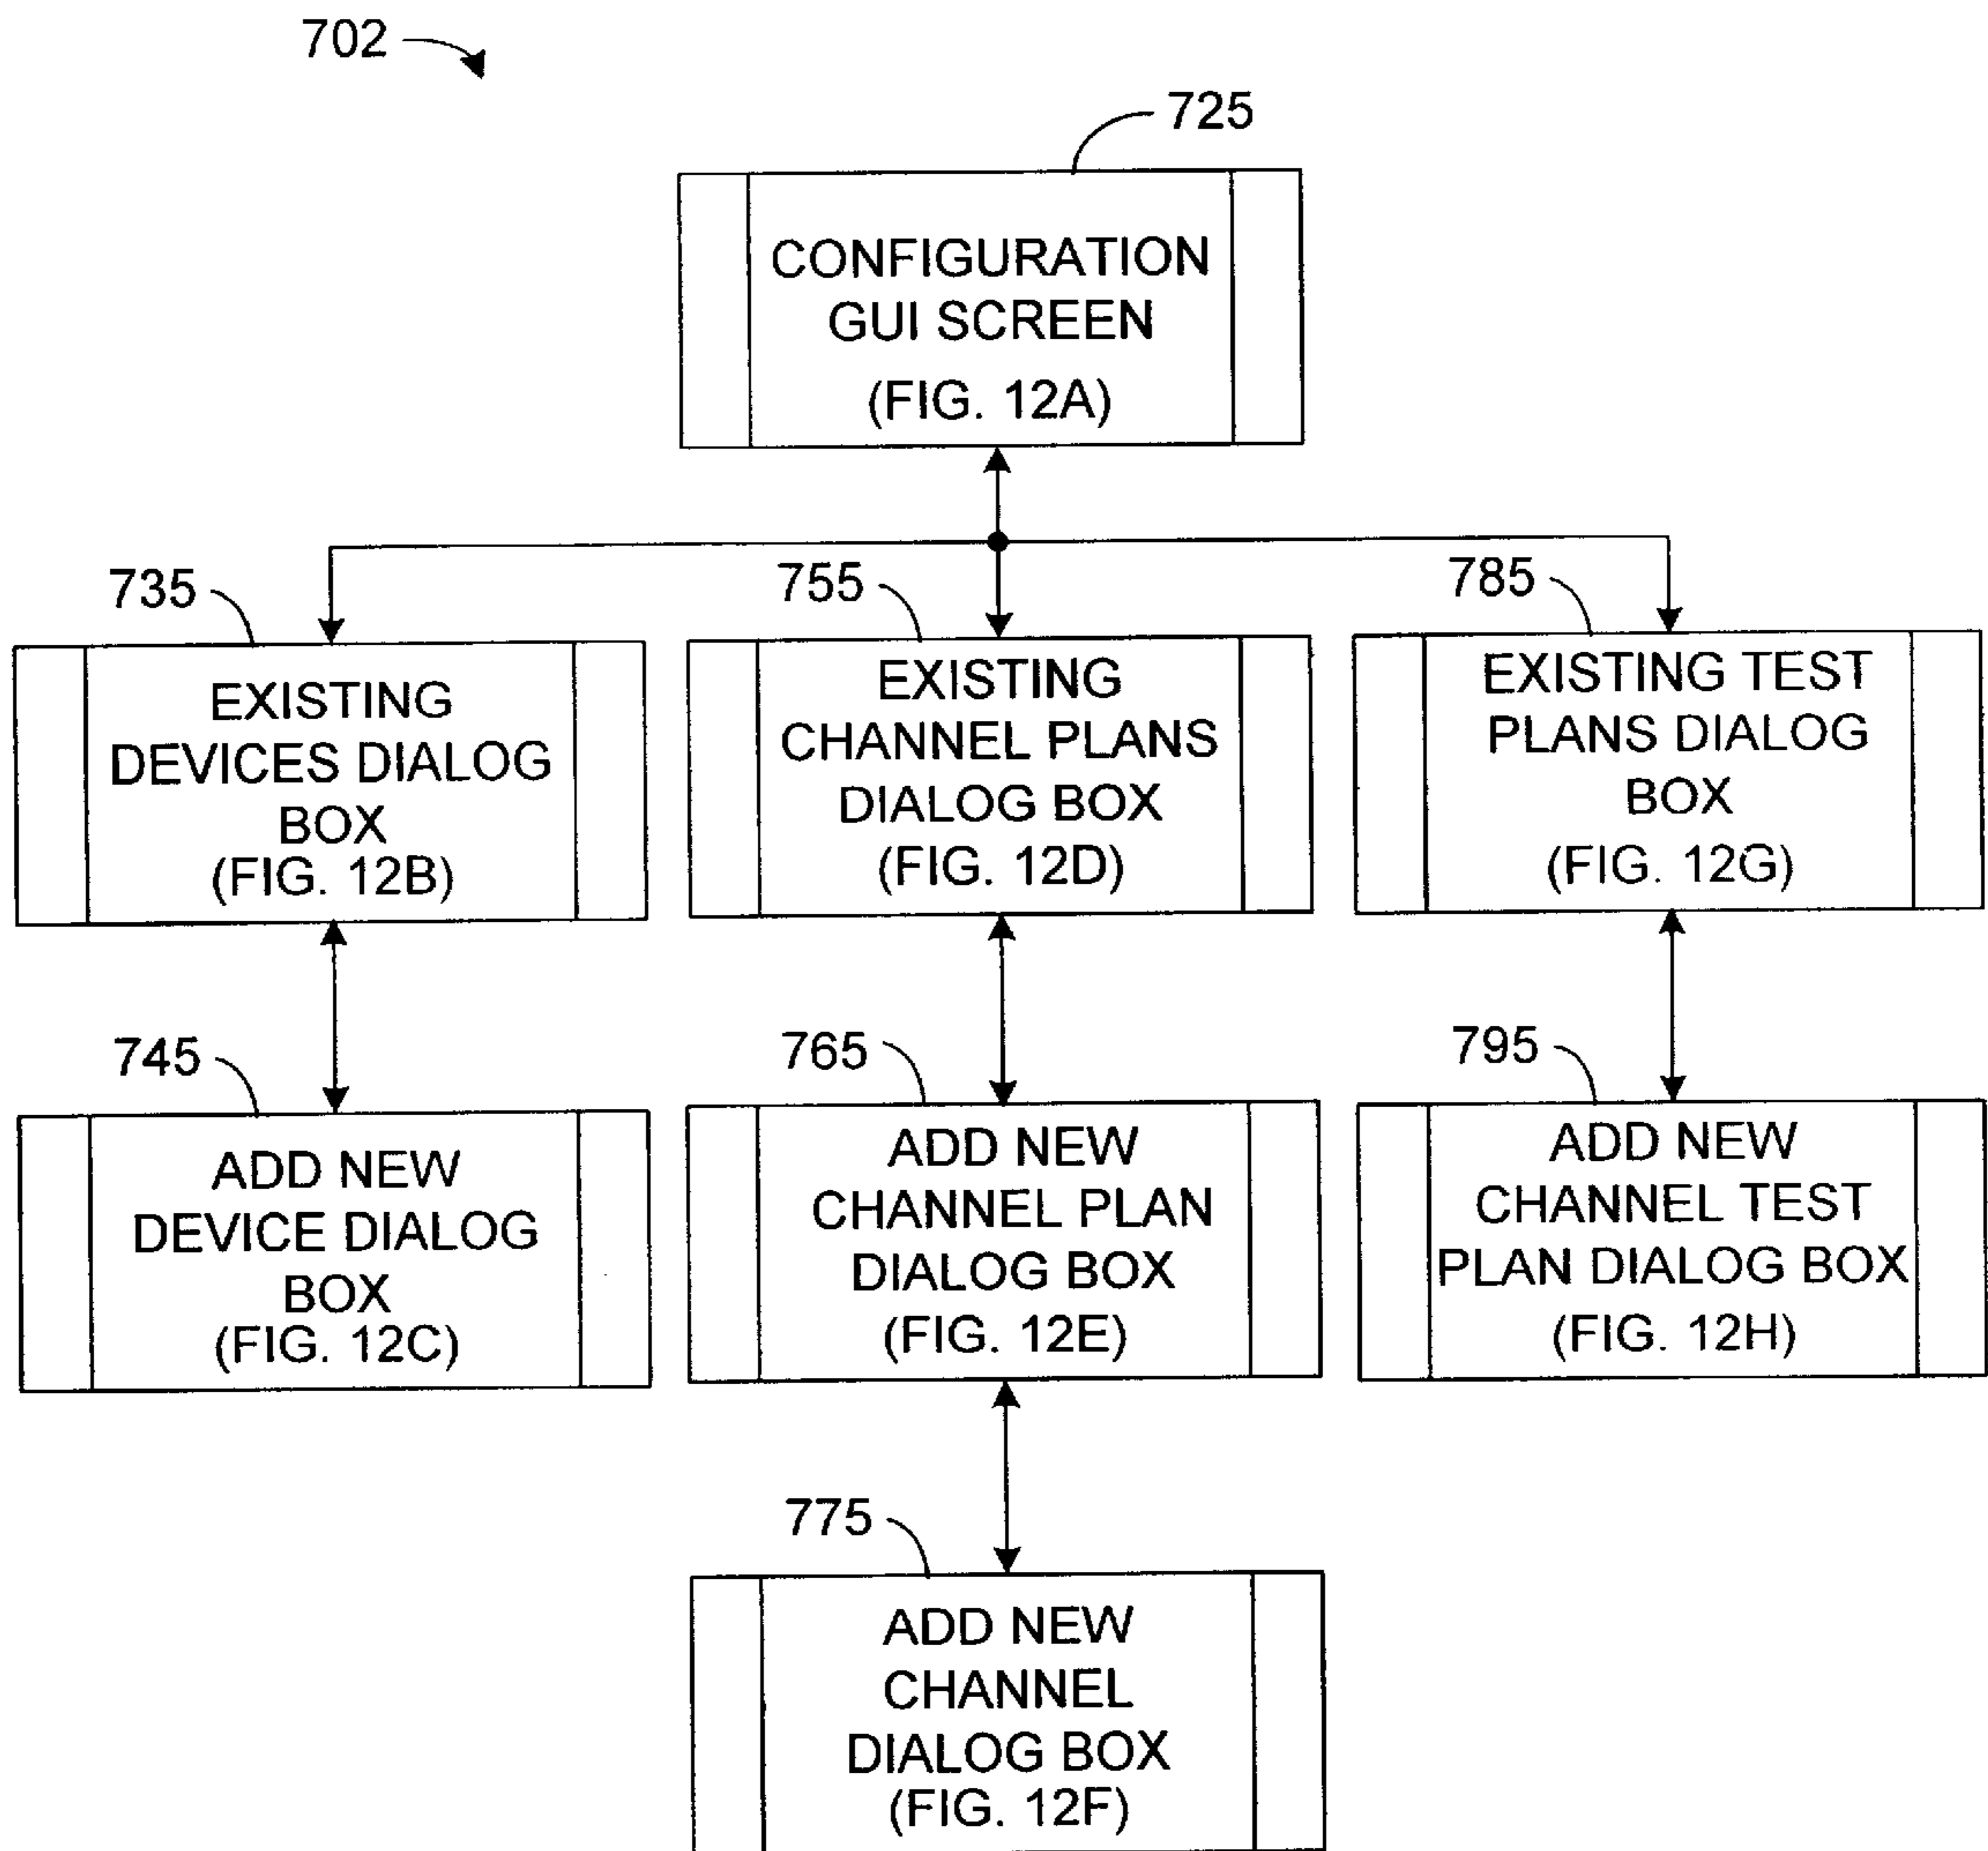 702
725
CONFIGURATION
GUI SCREEN
(FIG. 12A)
735
EXISTING
DEVICES DIALOG
BOX
(FIG. 12B)
755
EXISTING
CHANNEL PLANS
DIALOG BOX
(FIG. 12D)
785
EXISTING TEST
PLANS DIALOG
BOX
(FIG. 12G)
745
ADD NEW
DEVICE DIALOG
BOX
(FIG. 12C)
765
ADD NEW
CHANNEL PLAN
DIALOG BOX
(FIG. 12E)
795
ADD NEW
CHANNEL TEST
PLAN DIALOG BOX
(FIG. 12H)
775
ADD NEW
CHANNEL
DIALOG BOX
(FIG. 12F)